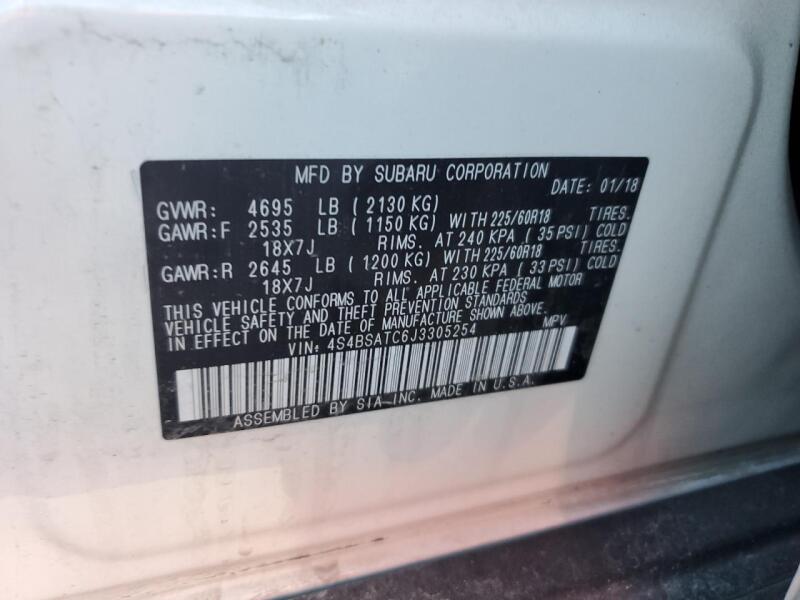 MFD BY SUBARU CORPORATION
DATE: 01/18
GVWR: 4695 LB (2130 KG)
GAWR:F 2535 LB (1150 KG) WITH 225/60R18 TIRES.
18X7J RIMS. AT 240 KPA (35 PSI) COLD
GAWR:R 2645 LB (1200 KG) WITH 225/60R18 TIRES.
18X7J RIMS. AT 230 KPA (33 PSI) COLD
THIS VEHICLE CONFORMS TO ALL APPLICABLE FEDERAL MOTOR
VEHICLE SAFETY AND THEFT PREVENTION STANDARDS
IN EFFECT ON THE DATE OF MANUFACTURE SHOWN ABOVE.
VIN: 4S4BSATC6J3305254 MPV
ASSEMBLED BY SIA INC. MADE IN U.S.A.